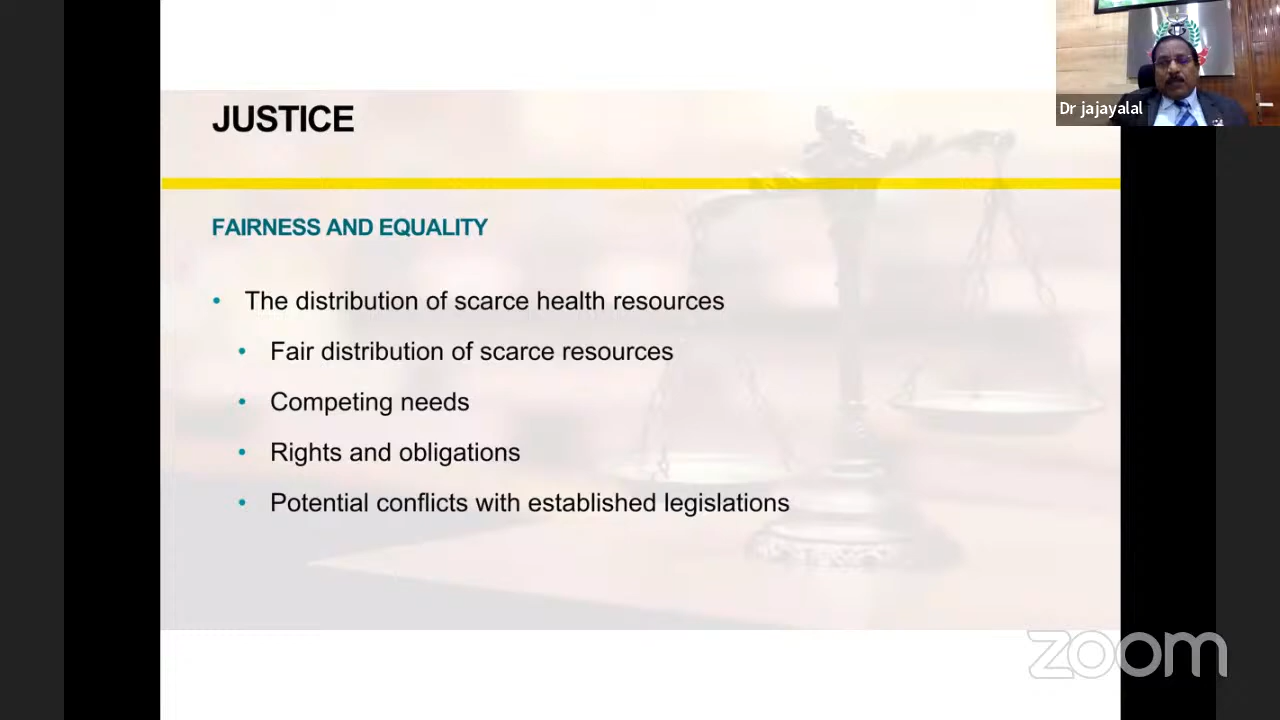 JUSTICE
Dr jajayalal
FAIRNESS AND EQUALITY
• The distribution of scarce health resources
• Fair distribution of scarce resources
• Competing needs
• Rights and obligations
• Potential conflicts with established legislations
zoom